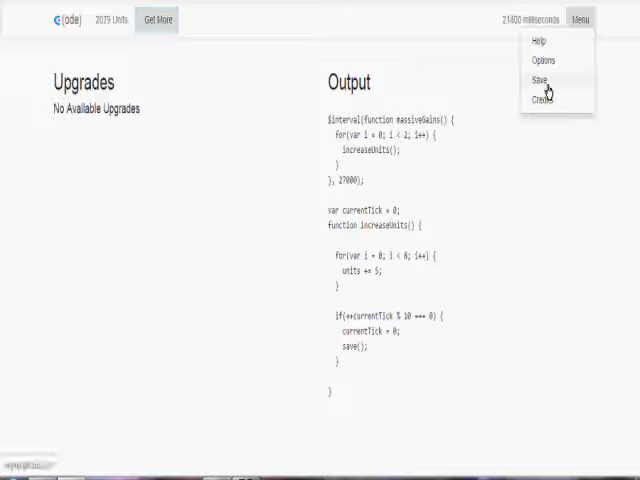 C (ode) 2079 Units Get More 21400 milliseconds Menu
Help
Options
Save
Credits
Upgrades
No Available Upgrades
Output
$interval(function massiveGains() {
for(var i = 0; i < 2; i++) {
increaseUnits();
}
}, 27000);
var currentTick = 0;
function increaseUnits() {
for(var i = 0; i < 8; i++) {
units += 5;
}
if(++currentTick % 10 === 0) {
currentTick = 0;
save();
}
}